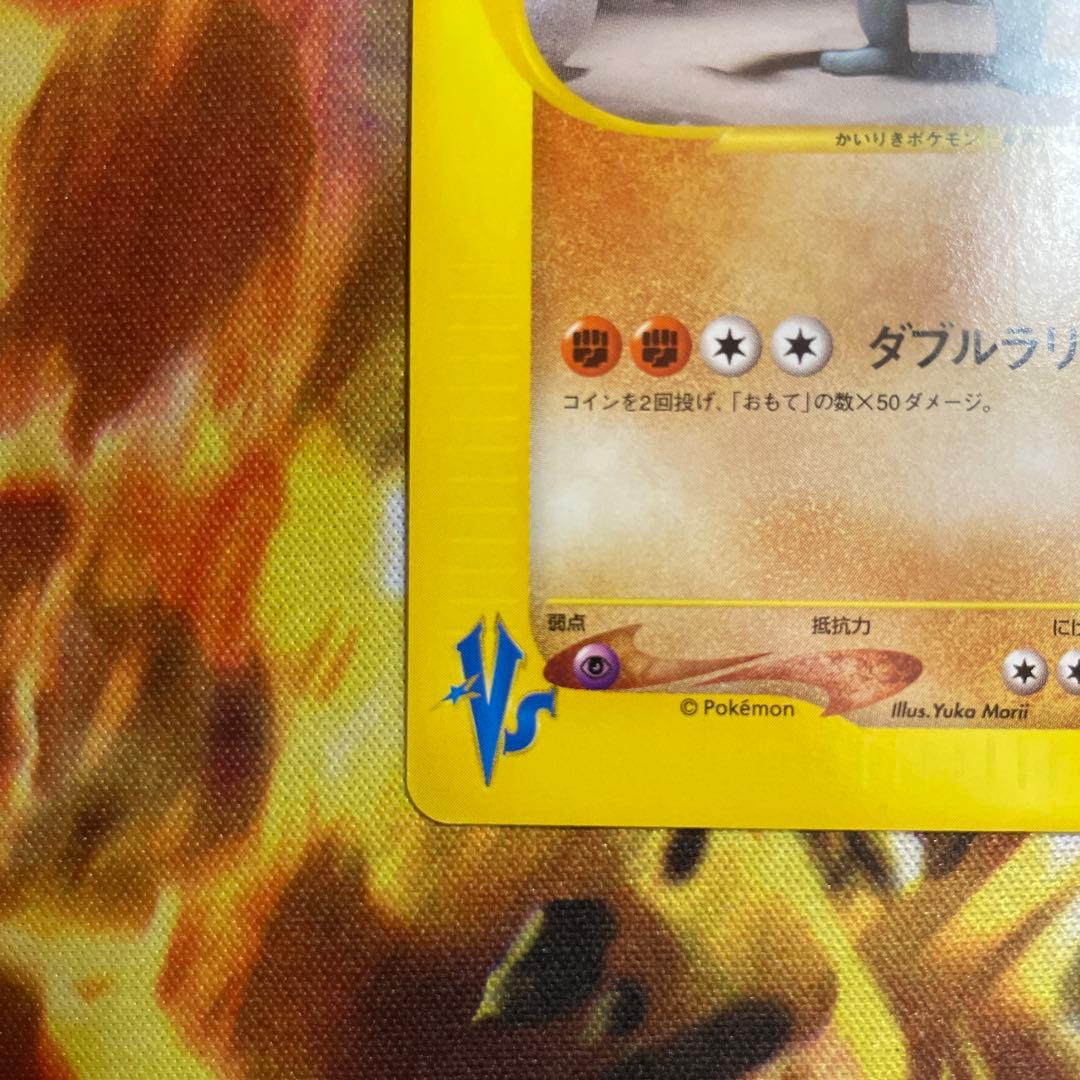 かいりきポケモン
ダブルラリ
コインを2回投げ、「おもて」の数×50ダメージ。
弱点 抵抗力 にげ
© Pokémon Illus.Yuka Morii
VS